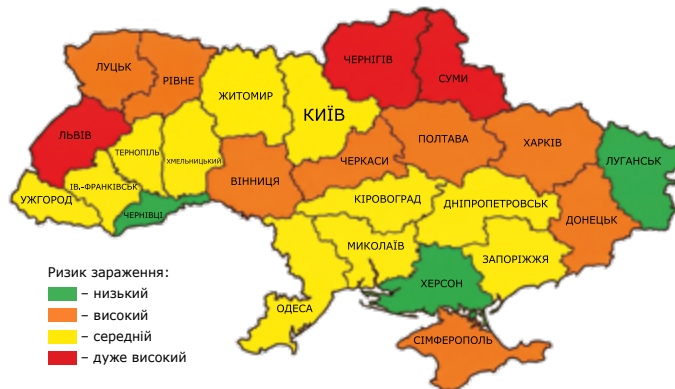 ЧЕРНІГІВ
СУМИ
ЛУЦЬК
РІВНЕ
ЖИТОМИР
КИЇВ
ЛЬВІВ
ТЕРНОПІЛЬ
ХМЕЛЬНИЦЬКИЙ
ВІННИЦЯ
ЧЕРКАСИ
ПОЛТАВА
ХАРКІВ
ЛУГАНСЬК
УЖГОРОД
ІВ.-ФРАНКІВСЬК
ЧЕРНІВЦІ
КІРОВОГРАД
ДНІПРОПЕТРОВСЬК
ДОНЕЦЬК
МИКОЛАЇВ
ЗАПОРІЖЖЯ
ОДЕСА
ХЕРСОН
СІМФЕРОПОЛЬ
Ризик зараження:
– низький
– високий
– середній
– дуже високий